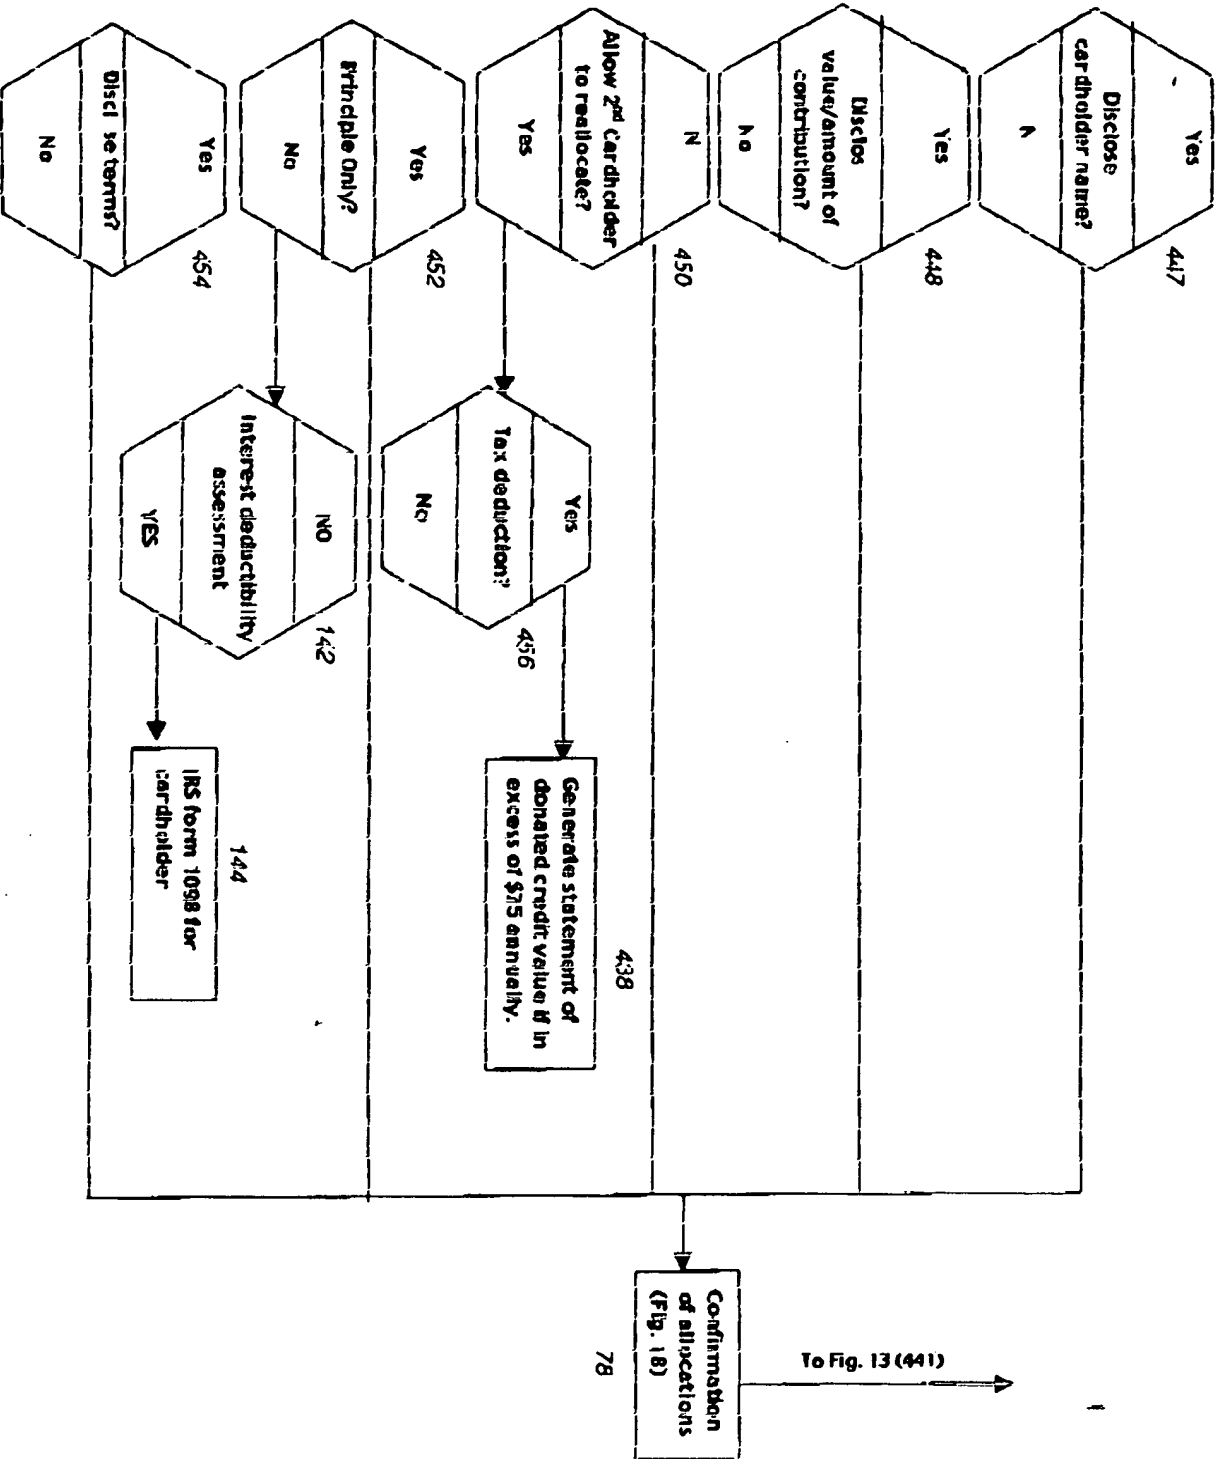 Yes
Disclose
cardholder name?
447
Yes
Disclos
value/amount of
contribution?
No
448
N
Allow 2nd Cardholder
to reallocate?
Yes
450
Yes
Principle Only?
No
452
Yes
Discl se terms?
No
454
Yes
Tax deduction?
No
456
NO
Interest deductibility
assessment
YES
142
438
Generate statement of
donated credit value if in
excess of $75 annually.
144
IRS form 1098 for
cardholder
To Fig. 13 (441)
Confirmation
of allocations
(Fig. 18)
78